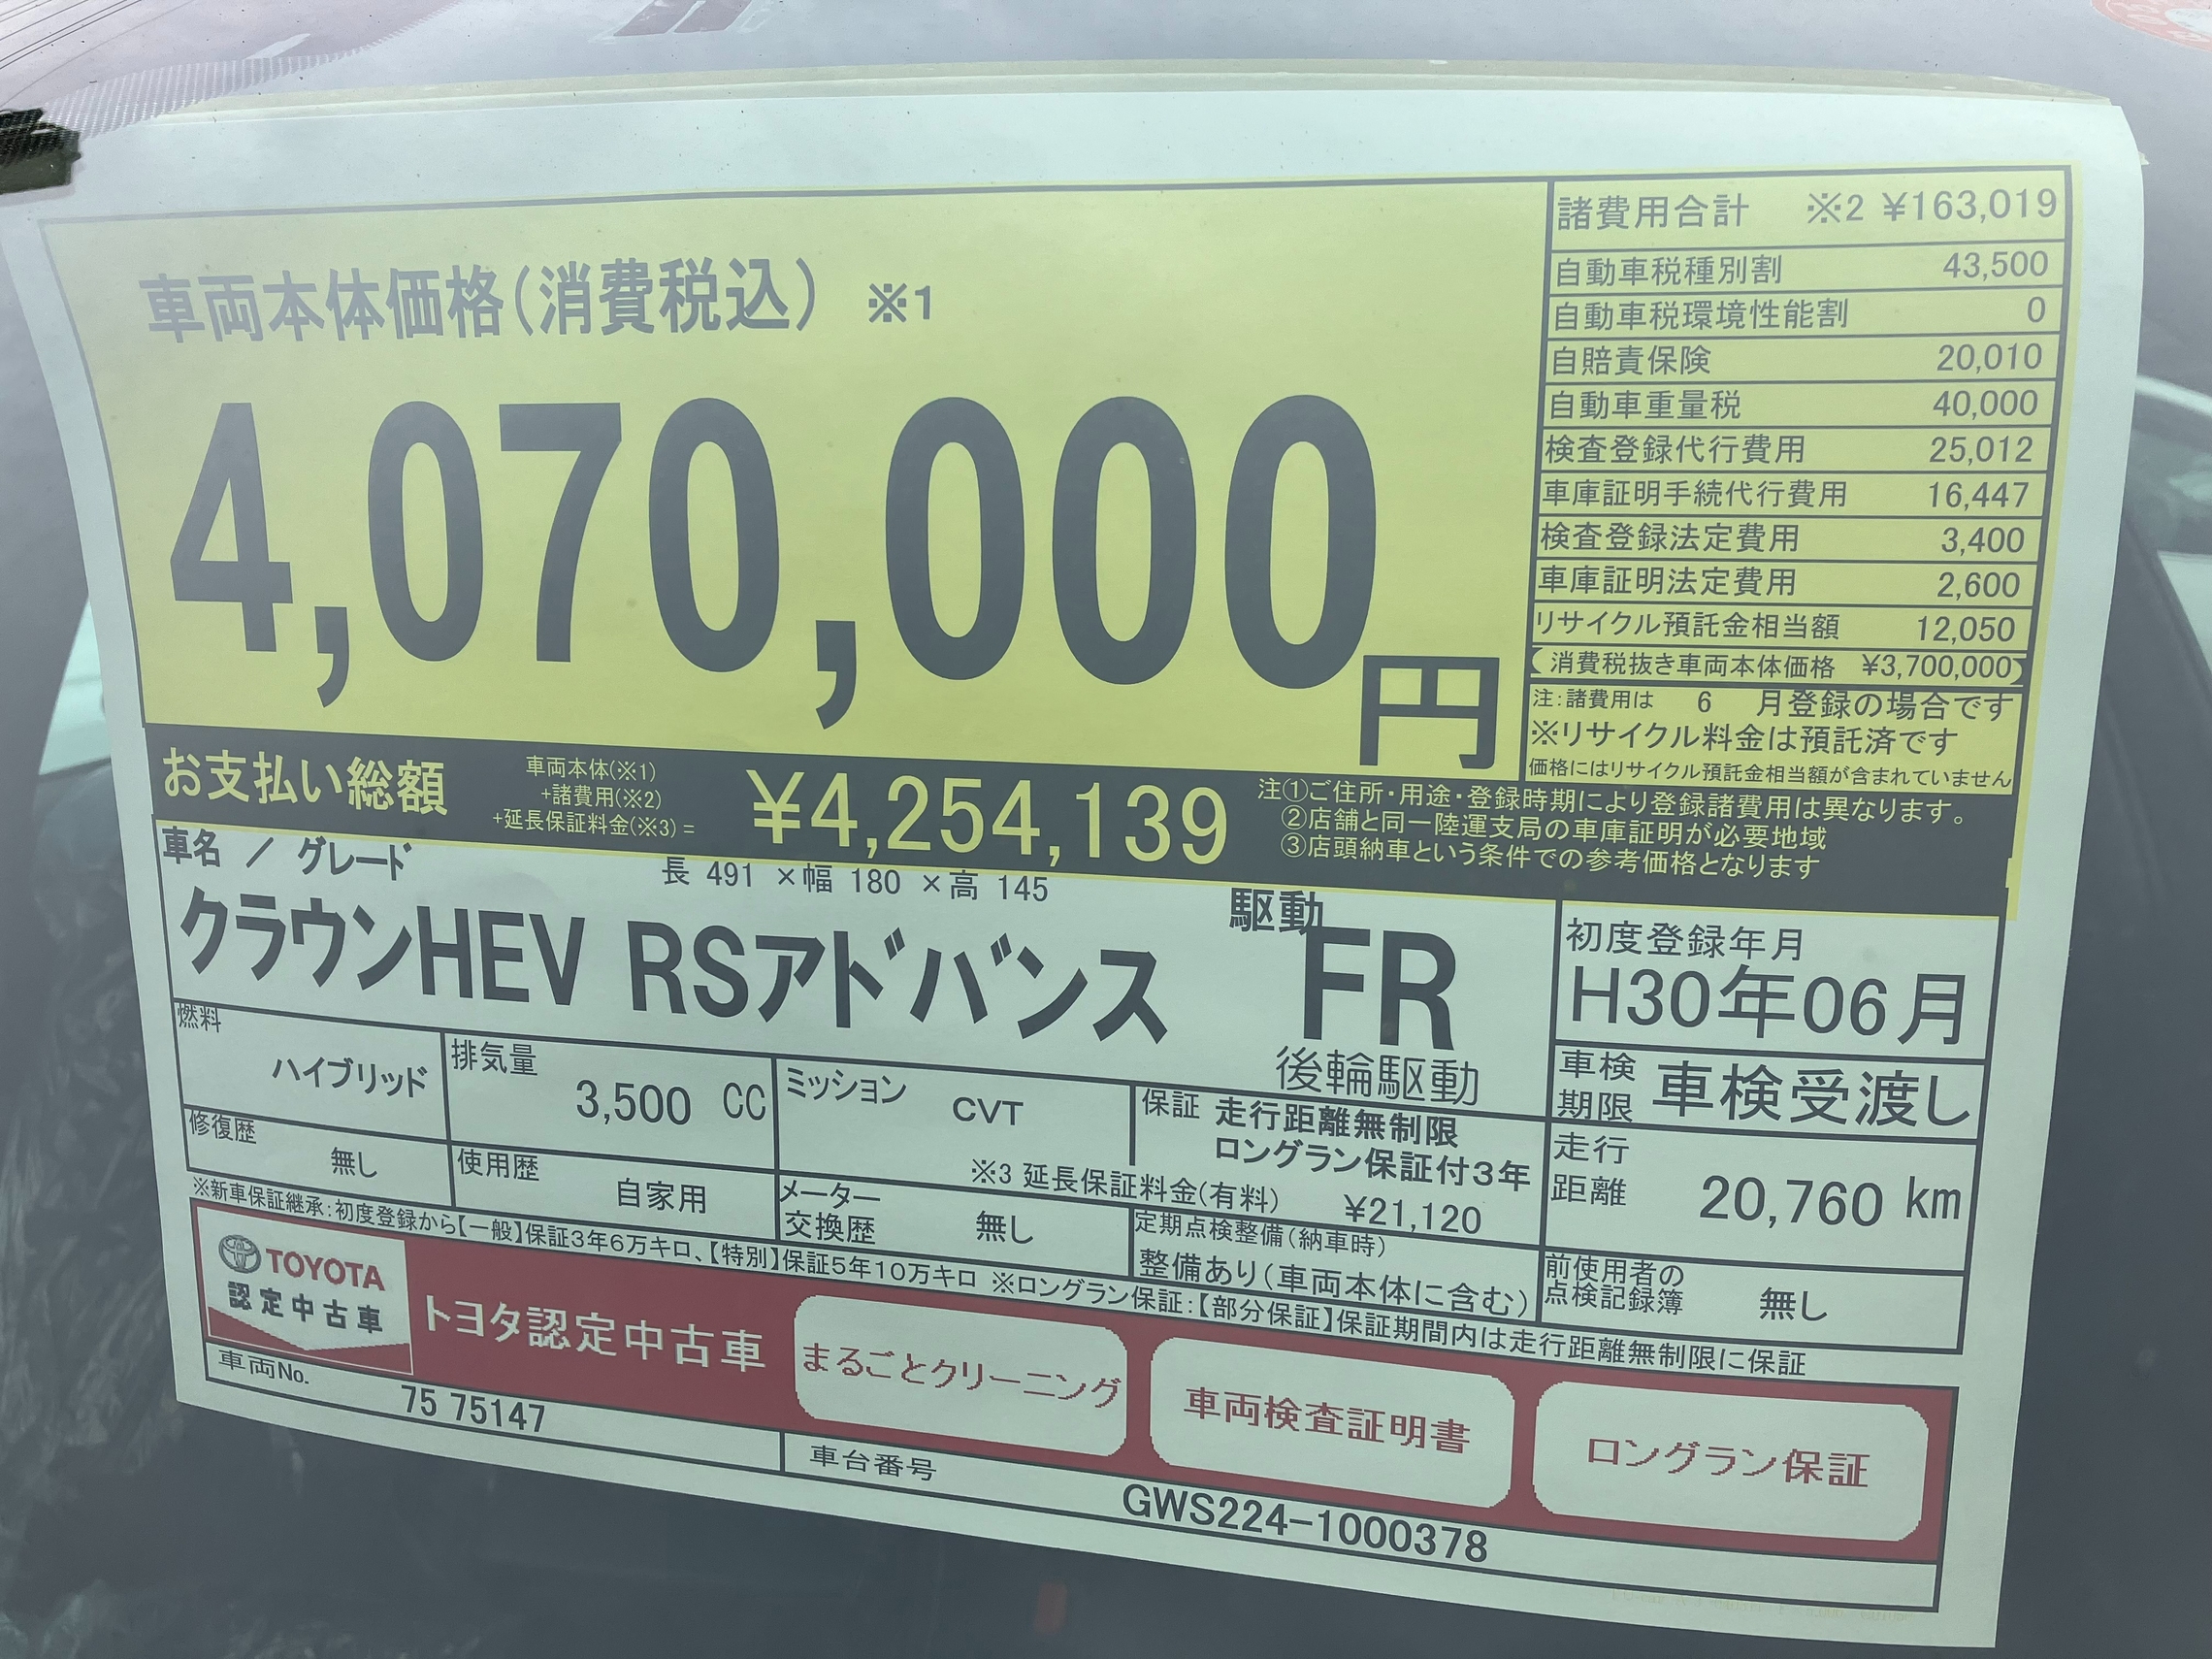 車両本体価格(消費税込) ※1
4,070,000円
諸費用合計 ※2 ¥163,019
自動車税種別割 43,500
自動車税環境性能割 0
自賠責保険 20,010
自動車重量税 40,000
検査登録代行費用 25,012
車庫証明手続代行費用 16,447
検査登録法定費用 3,400
車庫証明法定費用 2,600
リサイクル預託金相当額 12,050
( 消費税抜き車両本体価格 ¥3,700,000)
注:諸費用は 6 月登録の場合です
※リサイクル料金は預託済です
価格にはリサイクル預託金相当額が含まれていません
お支払い総額
車両本体(※1)
+諸費用(※2)
+延長保証料金(※3)=
¥4,254,139
注①ご住所・用途・登録時期により登録諸費用は異なります。
②店舗と同一陸運支局の車庫証明が必要地域
③店頭納車という条件での参考価格となります
車名 / グレード
長 491 ×幅 180 ×高 145
クラウンHEV RSアドバンス
駆動
FR
後輪駆動
初度登録年月
H30年06月
車検期限 車検受渡し
燃料
ハイブリッド
排気量
3,500 CC
ミッション CVT
保証 走行距離無制限
ロングラン保証付3年
※3 延長保証料金(有料) ¥21,120
走行距離 20,760 km
修復歴
無し
使用歴
自家用
メーター交換歴 無し
定期点検整備(納車時)
整備あり(車両本体に含む)
前使用者の点検記録簿 無し
※新車保証継承:初度登録から【一般】保証3年6万キロ、【特別】保証5年10万キロ ※ロングラン保証:【部分保証】保証期間内は走行距離無制限に保証
TOYOTA
認定中古車
トヨタ認定中古車
まるごとクリーニング
車両検査証明書
ロングラン保証
車両No.
75 75147
車台番号
GWS224-1000378